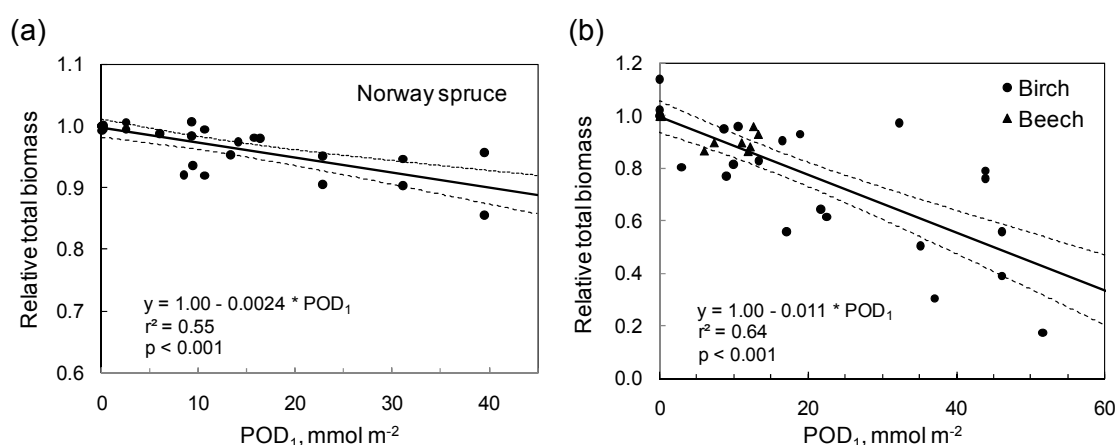 (a)
Relative total biomass
1.1
1.0
0.9
0.8
0.7
0.6
Norway spruce
y = 1.00 - 0.0024 * POD₁
r² = 0.55
p < 0.001
0 10 20 30 40
POD₁, mmol m⁻²
(b)
Relative total biomass
1.2
1.0
0.8
0.6
0.4
0.2
0.0
Birch
Beech
y = 1.00 - 0.011 * POD₁
r² = 0.64
p < 0.001
0 20 40 60
POD₁, mmol m⁻²